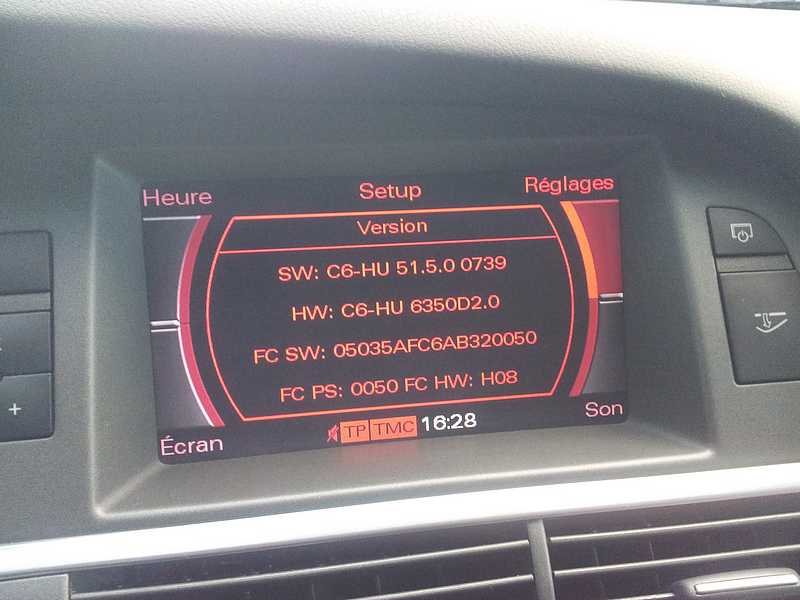 Heure Setup Réglages
Version
SW: C6-HU 51.5.0 0739
HW: C6-HU 6350D2.0
FC SW: 05035AFC6AB320050
FC PS: 0050 FC HW: H08
Écran TP TMC 16:28 Son
+